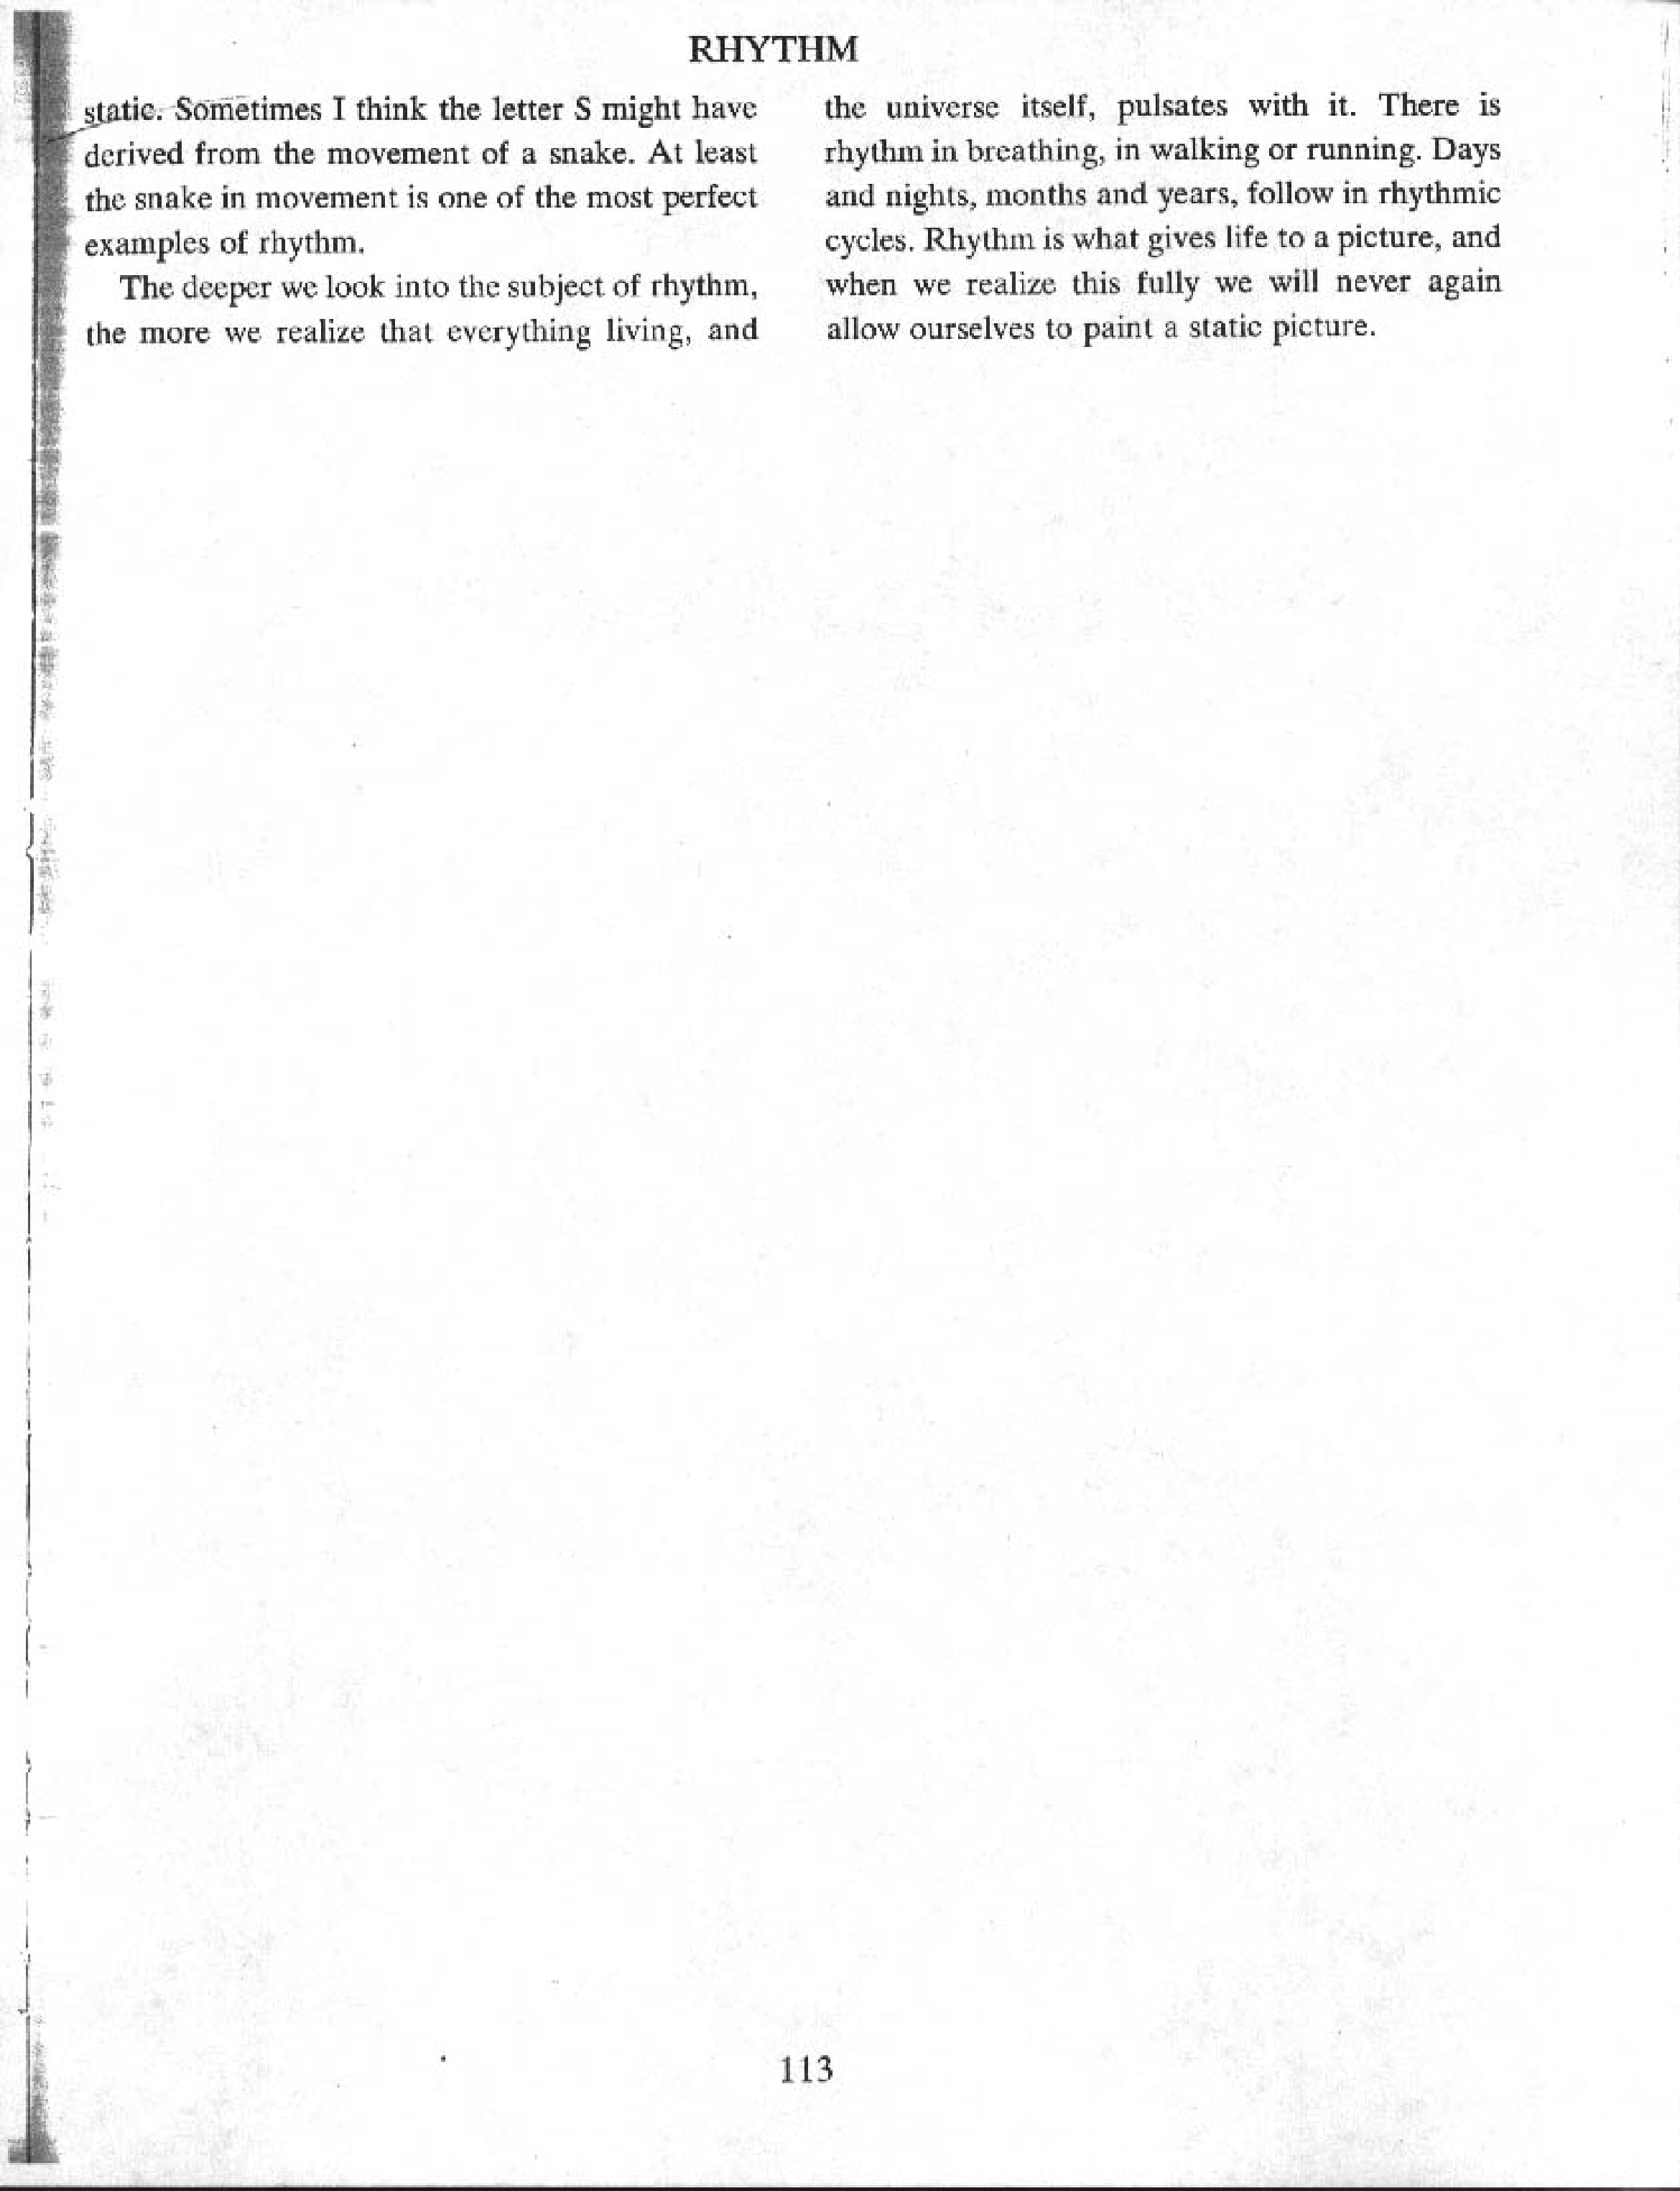 RHYTHM
static. Sometimes I think the letter S might have
derived from the movement of a snake. At least
the snake in movement is one of the most perfect
examples of rhythm.
The deeper we look into the subject of rhythm,
the more we realize that everything living, and
the universe itself, pulsates with it. There is
rhythm in breathing, in walking or running. Days
and nights, months and years, follow in rhythmic
cycles. Rhythm is what gives life to a picture, and
when we realize this fully we will never again
allow ourselves to paint a static picture.
113